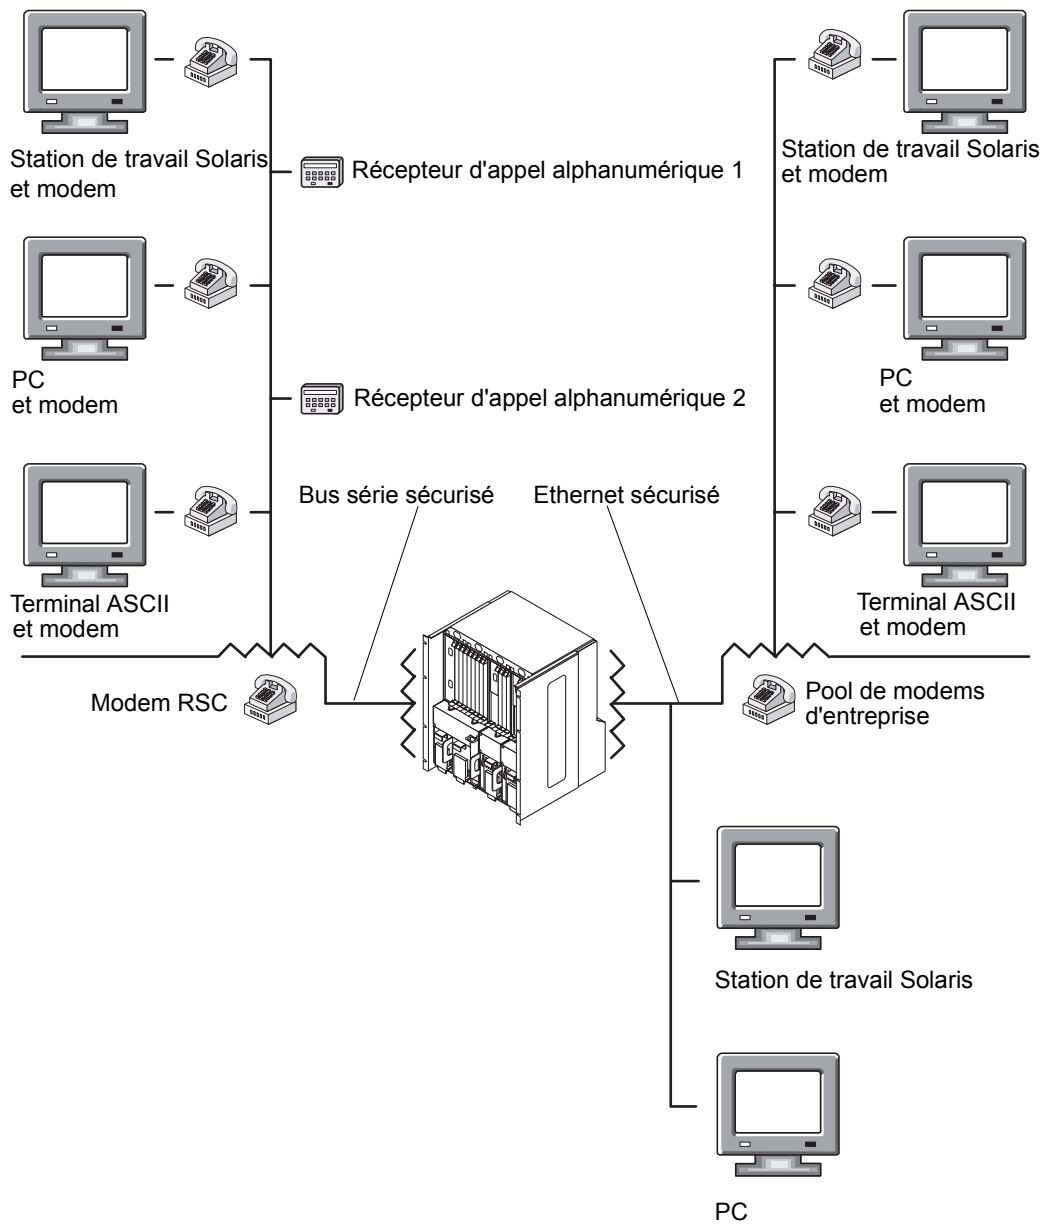 Station de travail Solaris
et modem
Station de travail Solaris
et modem
Récepteur d'appel alphanumérique 1
PC
et modem
PC
et modem
Récepteur d'appel alphanumérique 2
Bus série sécurisé
Ethernet sécurisé
Terminal ASCII
et modem
Terminal ASCII
et modem
Modem RSC
Pool de modems
d'entreprise
Station de travail Solaris
PC